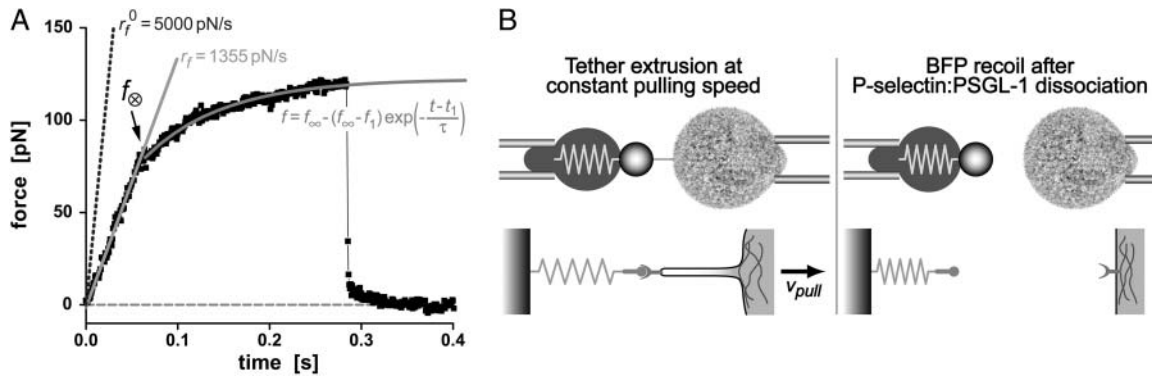 A
r_f^0 = 5000 pN/s
r_f = 1355 pN/s
f⊗
f = f∞ - (f∞ - f1) exp(- t - t1 / τ)
force [pN]
150
100
50
0
0.0 0.1 0.2 0.3 0.4
time [s]
B
Tether extrusion at
constant pulling speed
BFP recoil after
P-selectin:PSGL-1 dissociation
v_pull